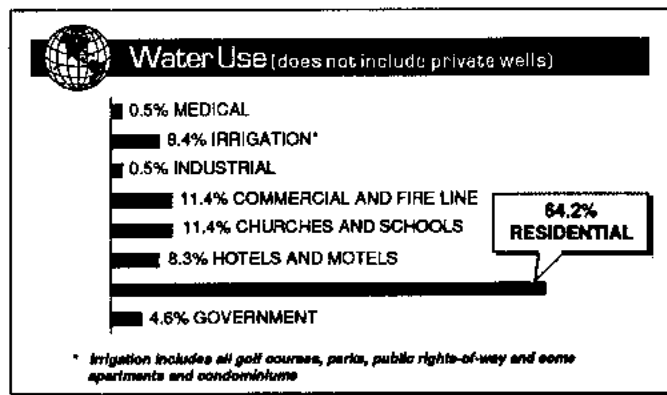 Water Use (does not include private wells)
0.5% MEDICAL
8.4% IRRIGATION*
0.5% INDUSTRIAL
11.4% COMMERCIAL AND FIRE LINE
11.4% CHURCHES AND SCHOOLS
64.2%
RESIDENTIAL
8.3% HOTELS AND MOTELS
4.6% GOVERNMENT
* Irrigation includes all golf courses, parks, public rights-of-way and some
apartments and condominiums